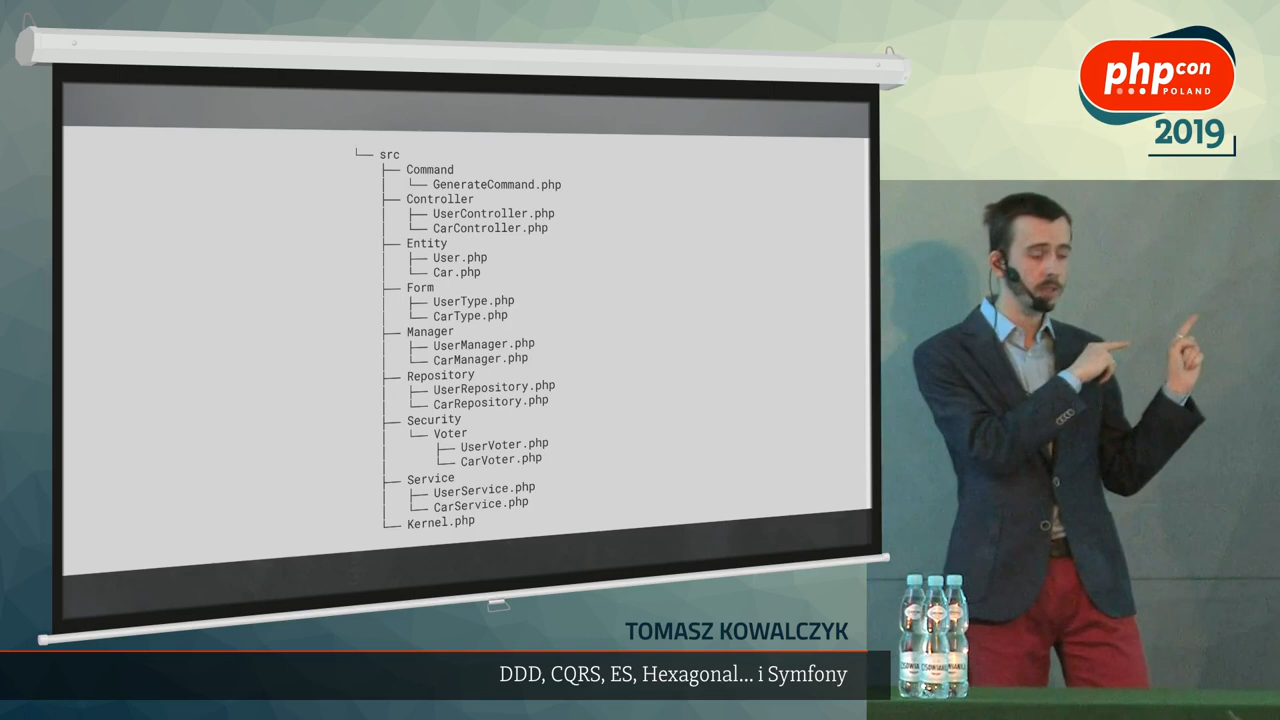 php con
POLAND
2019
└── src
├── Command
│ └── GenerateCommand.php
├── Controller
│ ├── UserController.php
│ └── CarController.php
├── Entity
│ ├── User.php
│ └── Car.php
├── Form
│ ├── UserType.php
│ └── CarType.php
├── Manager
│ ├── UserManager.php
│ └── CarManager.php
├── Repository
│ ├── UserRepository.php
│ └── CarRepository.php
├── Security
│ └── Voter
│ ├── UserVoter.php
│ └── CarVoter.php
├── Service
│ ├── UserService.php
│ └── CarService.php
└── Kernel.php
TOMASZ KOWALCZYK
DDD, CQRS, ES, Hexagonal... i Symfony